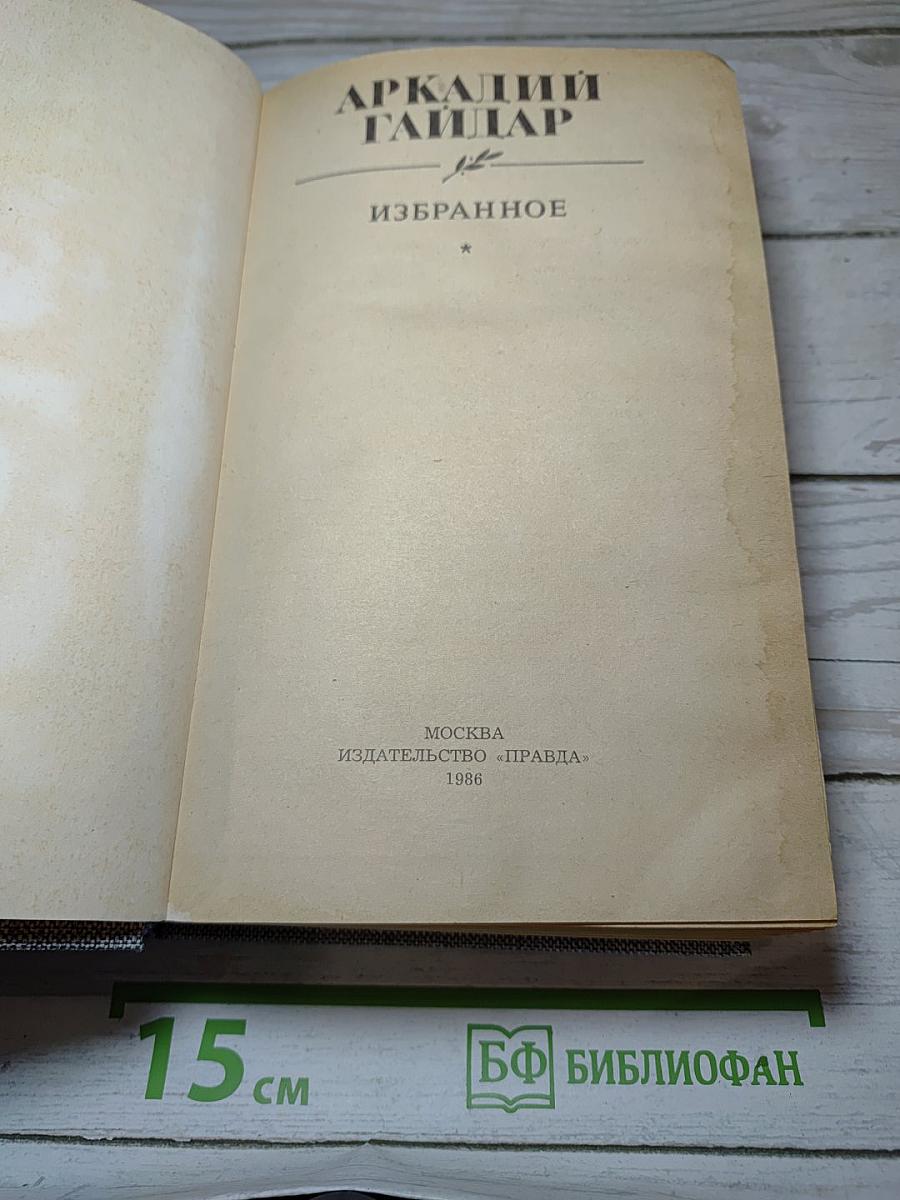 АРКАДИЙ
ГАЙДАР
ИЗБРАННОЕ
*
МОСКВА
ИЗДАТЕЛЬСТВО «ПРАВДА»
1986
15 см
БФ БИБЛИОФАН